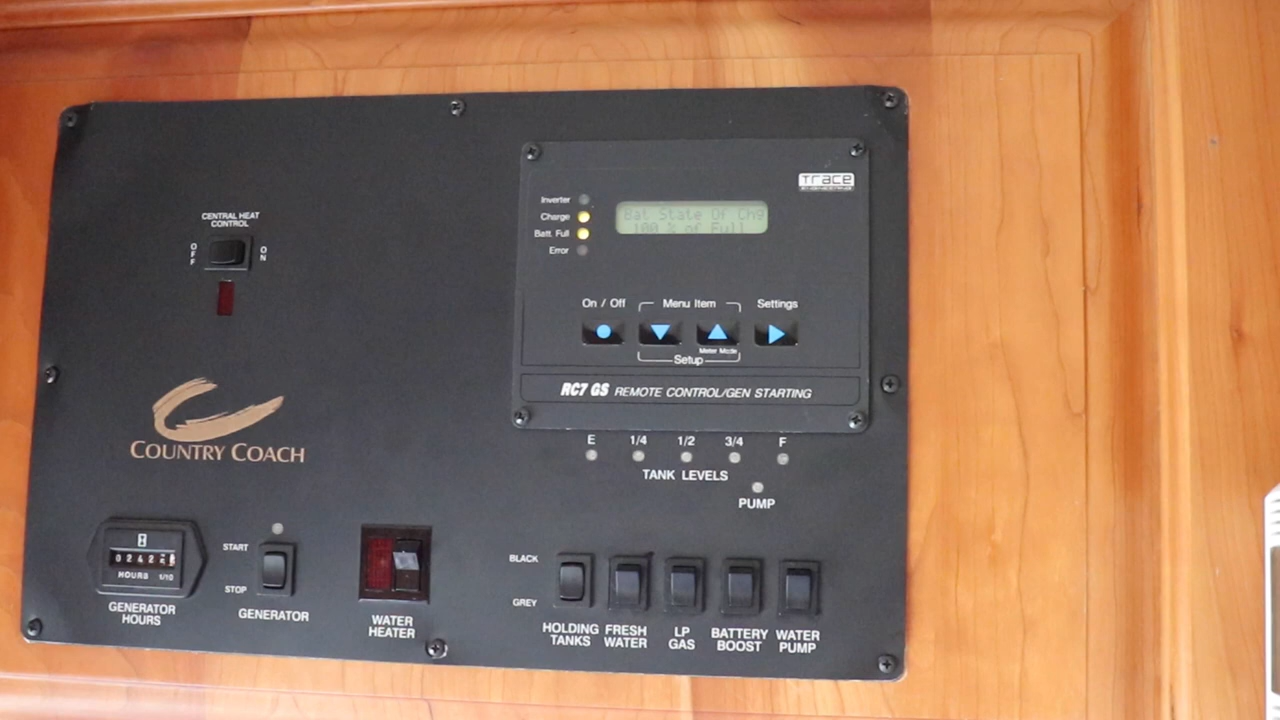 TRACE
Inverter
Charge
Batt. Full
Error
Bat State Of Chg
100 % of Full
CENTRAL HEAT
CONTROL
OFF
ON
On / Off
Menu Item
Settings
Meter Mode
Setup
RC7 GS REMOTE CONTROL/GEN STARTING
COUNTRY COACH
E 1/4 1/2 3/4 F
TANK LEVELS
PUMP
HOURS 1/10
GENERATOR
HOURS
START
STOP
GENERATOR
WATER
HEATER
BLACK
GREY
HOLDING
TANKS
FRESH
WATER
LP
GAS
BATTERY
BOOST
WATER
PUMP